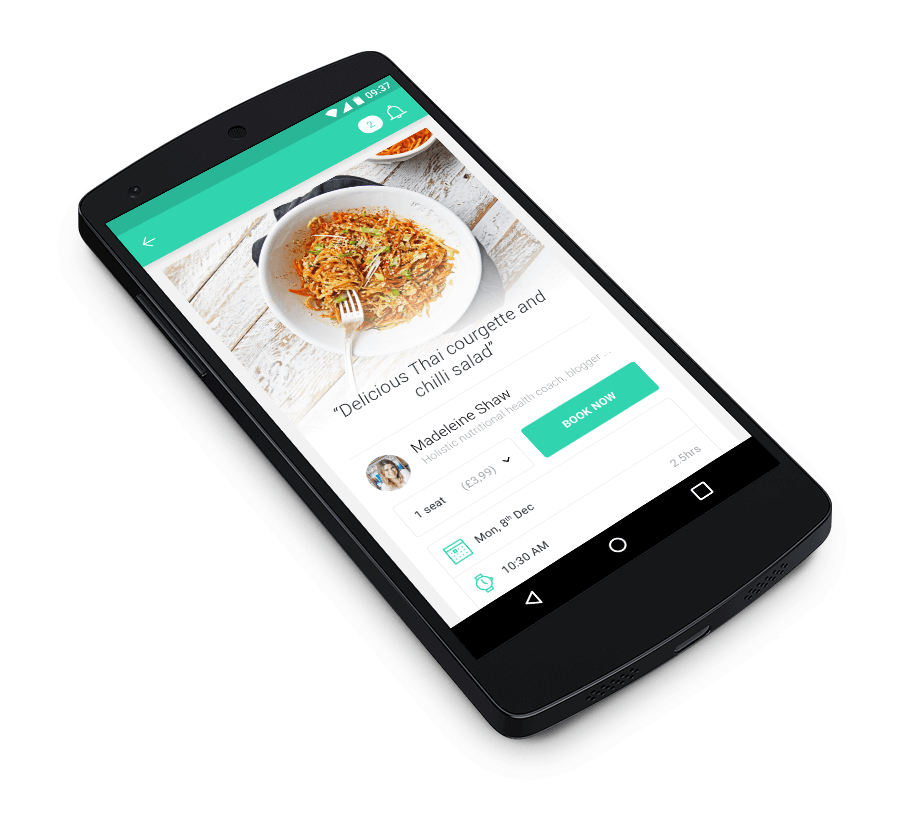 09:37
2
“Delicious Thai courgette and
chilli salad”
Madeleine Shaw
Holistic nutritional health coach, blogger ...
1 seat (£3,99)
BOOK NOW
Mon, 8th Dec 2.5hrs
10:30 AM